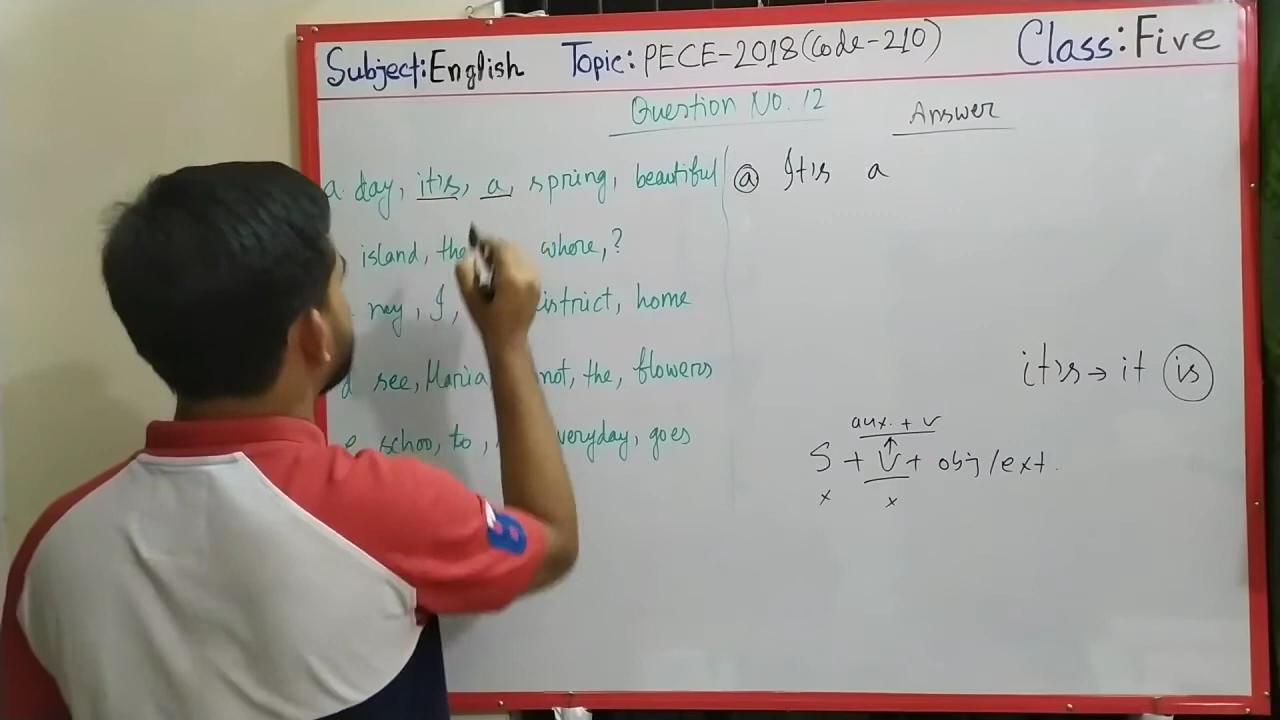 Subject: English Topic: PECE-2018 (Code-210) Class: Five
Question No. 12 Answer
a. day, it's, a, spring, beautiful
island, the whore, ?
my, I, istrict, home
d see, Maria not, the, flowers
e schoo, to, veryday, goes
ⓐ It's a
it's → it is
aux. + v
S + V + obj/ext.
x x